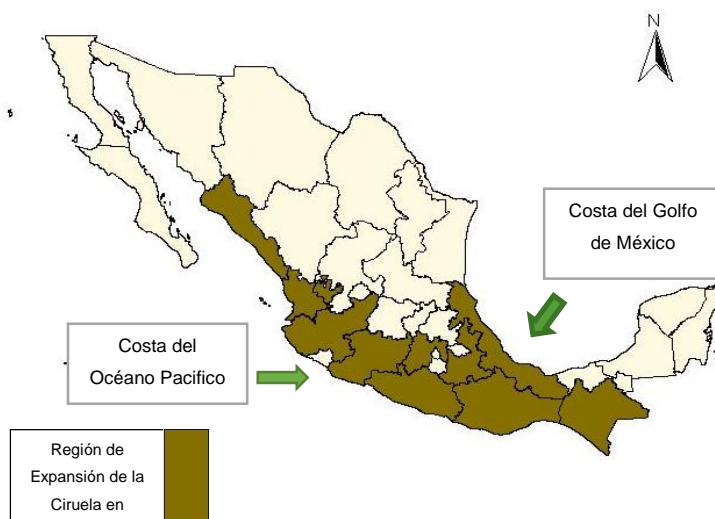 N
Costa del Golfo
de México
Costa del
Océano Pacifico
Región de
Expansión de la
Ciruela en